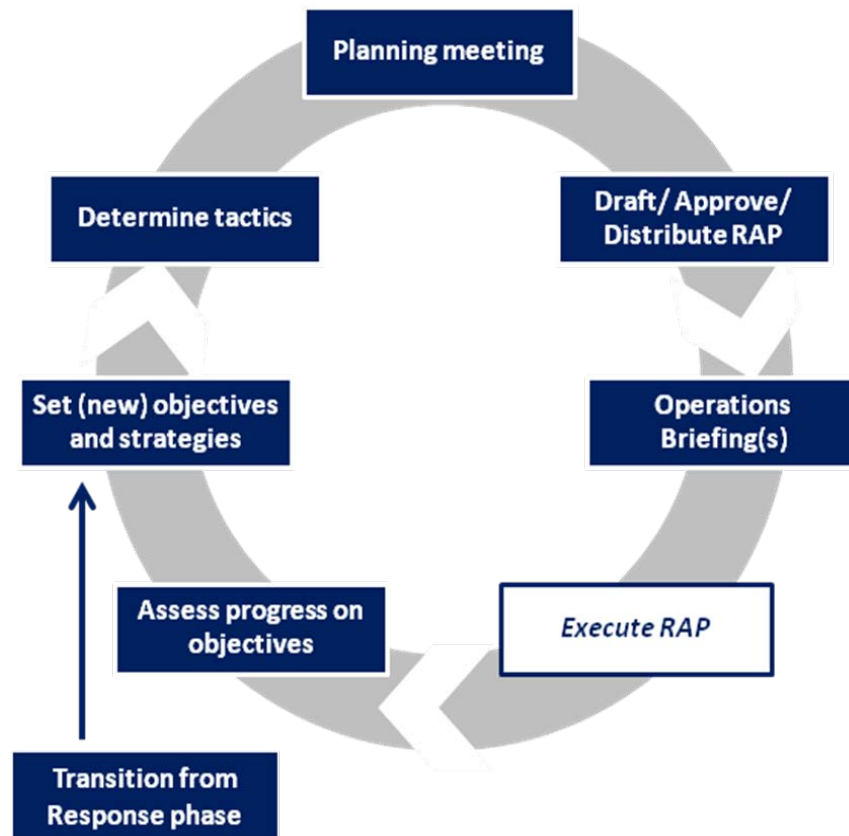 Planning meeting
Determine tactics
Draft/ Approve/
Distribute RAP
Set (new) objectives
and strategies
Operations
Briefing(s)
Assess progress on
objectives
Execute RAP
Transition from
Response phase